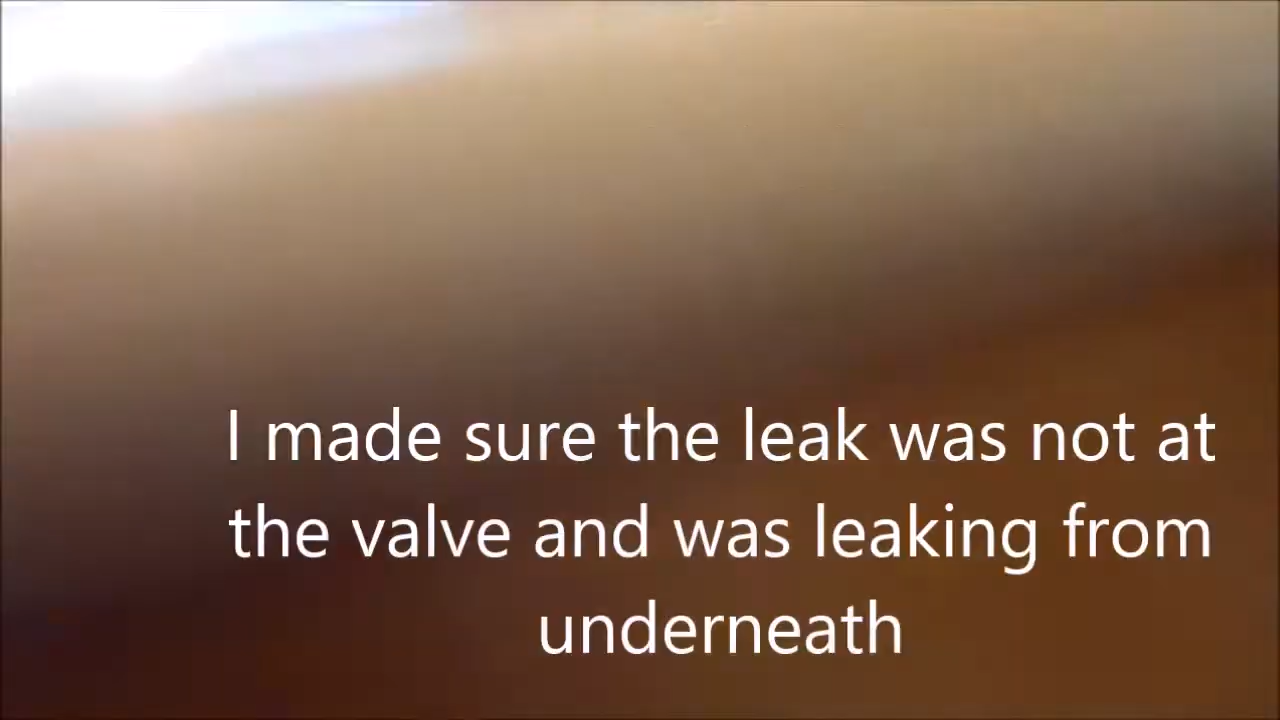 I made sure the leak was not at
the valve and was leaking from
underneath